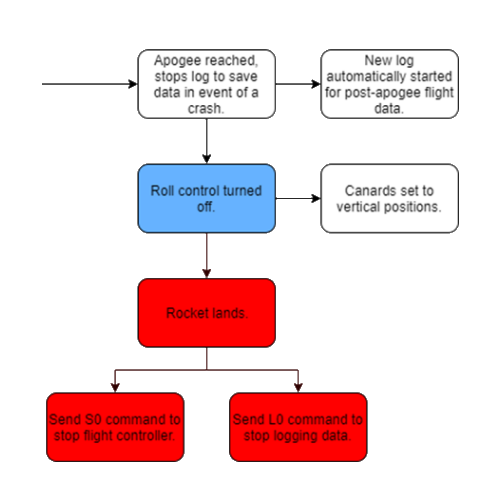 Apogee reached,
stops log to save
data in event of a
crash.
New log
automatically started
for post-apogee flight
data.
Roll control turned
off.
Canards set to
vertical positions.
Rocket lands.
Send S0 command to
stop flight controller.
Send L0 command to
stop logging data.